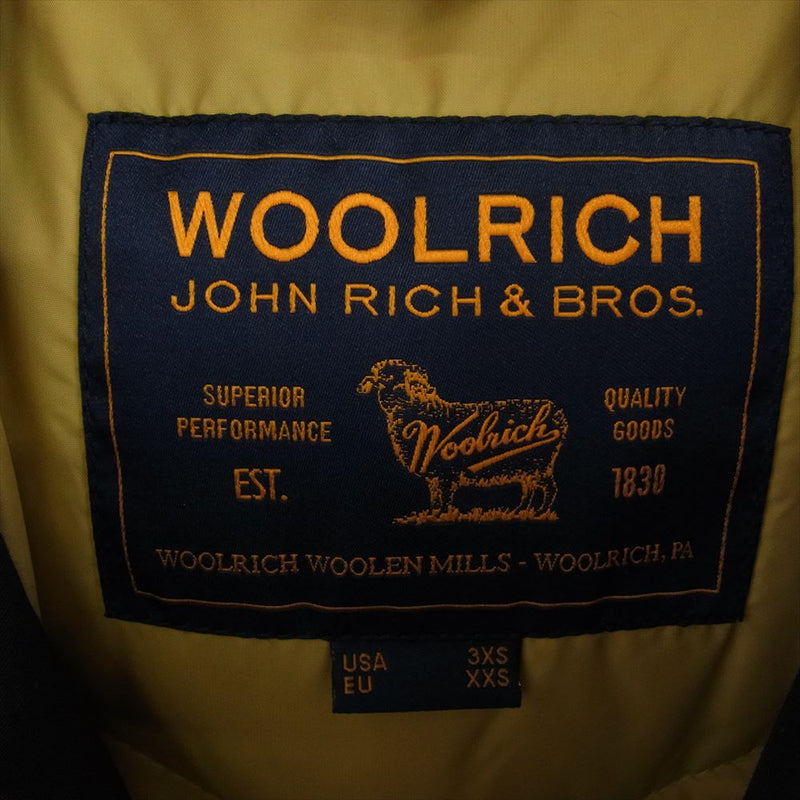 WOOLRICH
JOHN RICH & BROS.
SUPERIOR
PERFORMANCE
EST.
Woolrich
QUALITY
GOODS
1830
WOOLRICH WOOLEN MILLS - WOOLRICH, PA
USA 3XS
EU XXS